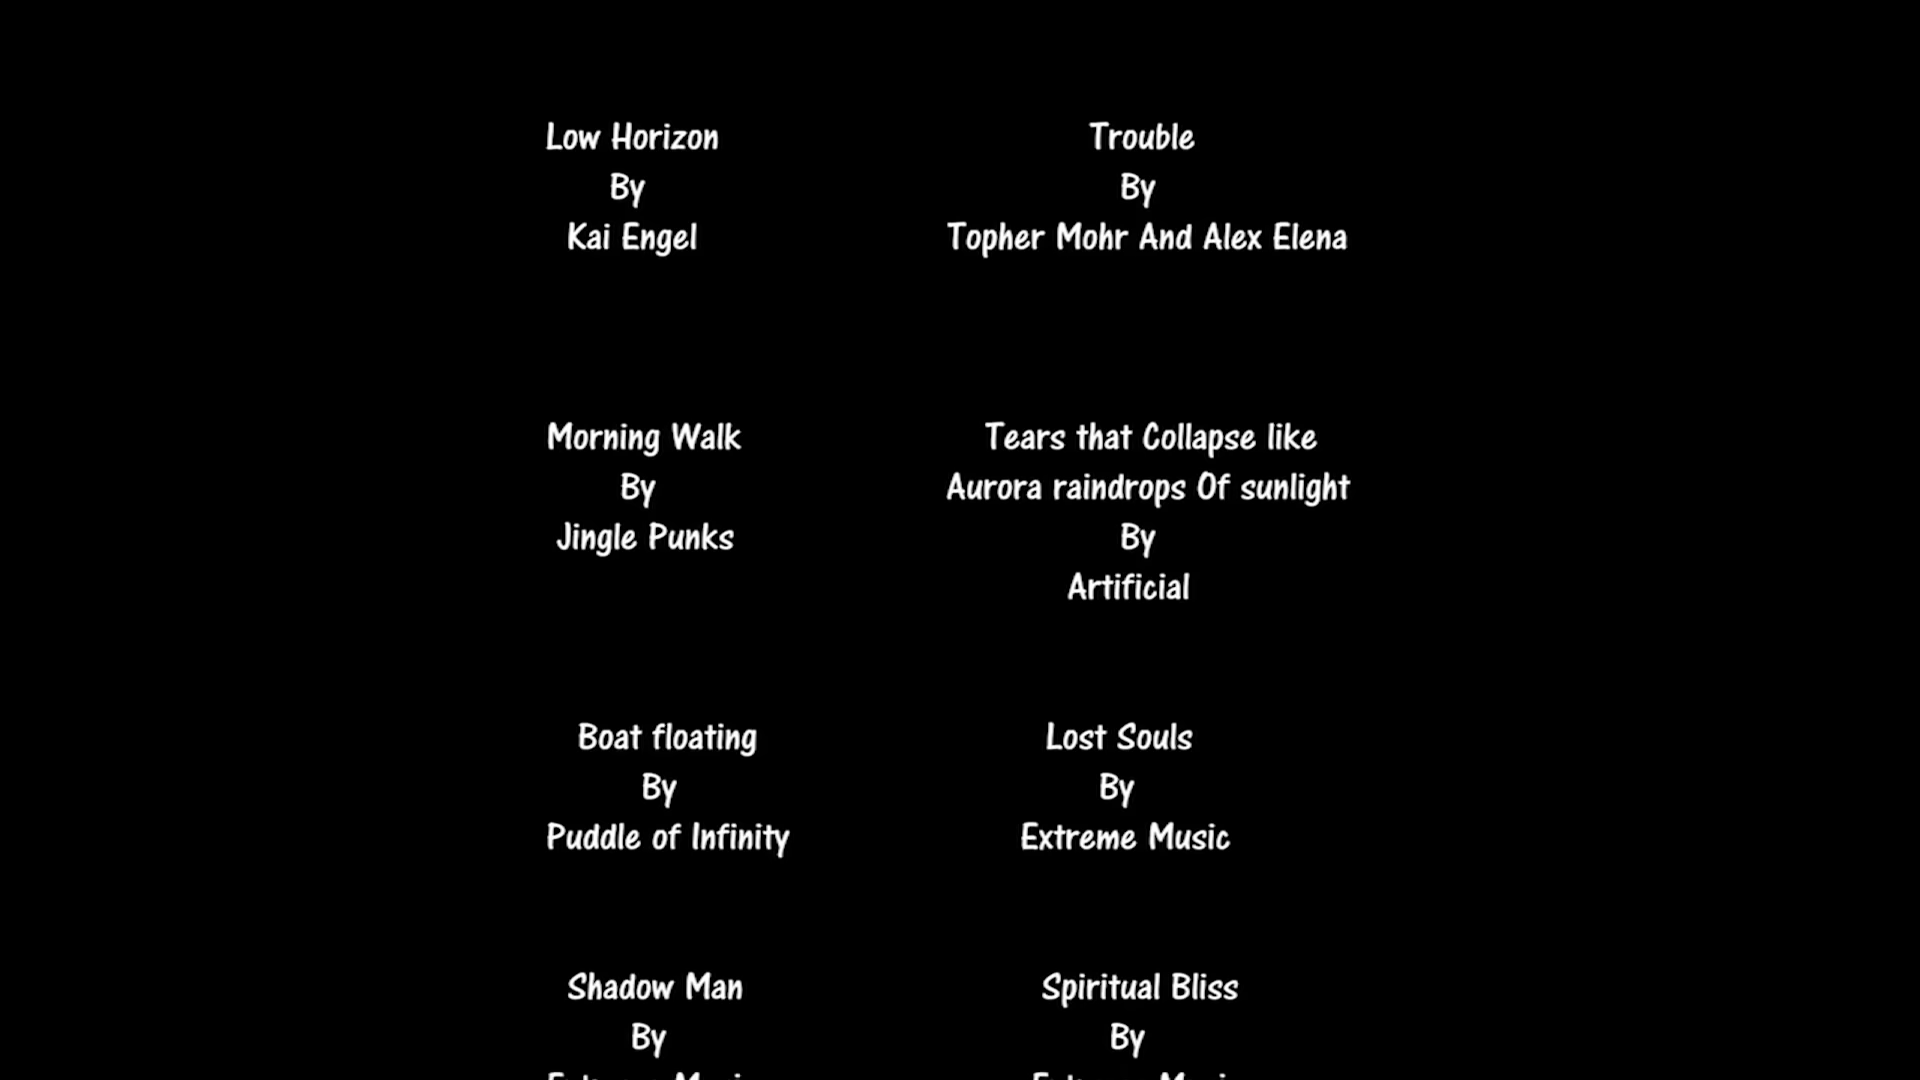 Low Horizon
By
Kai Engel
Trouble
By
Topher Mohr And Alex Elena
Morning Walk
By
Jingle Punks
Tears that Collapse like
Aurora raindrops Of sunlight
By
Artificial
Boat floating
By
Puddle of Infinity
Lost Souls
By
Extreme Music
Shadow Man
By
Spiritual Bliss
By